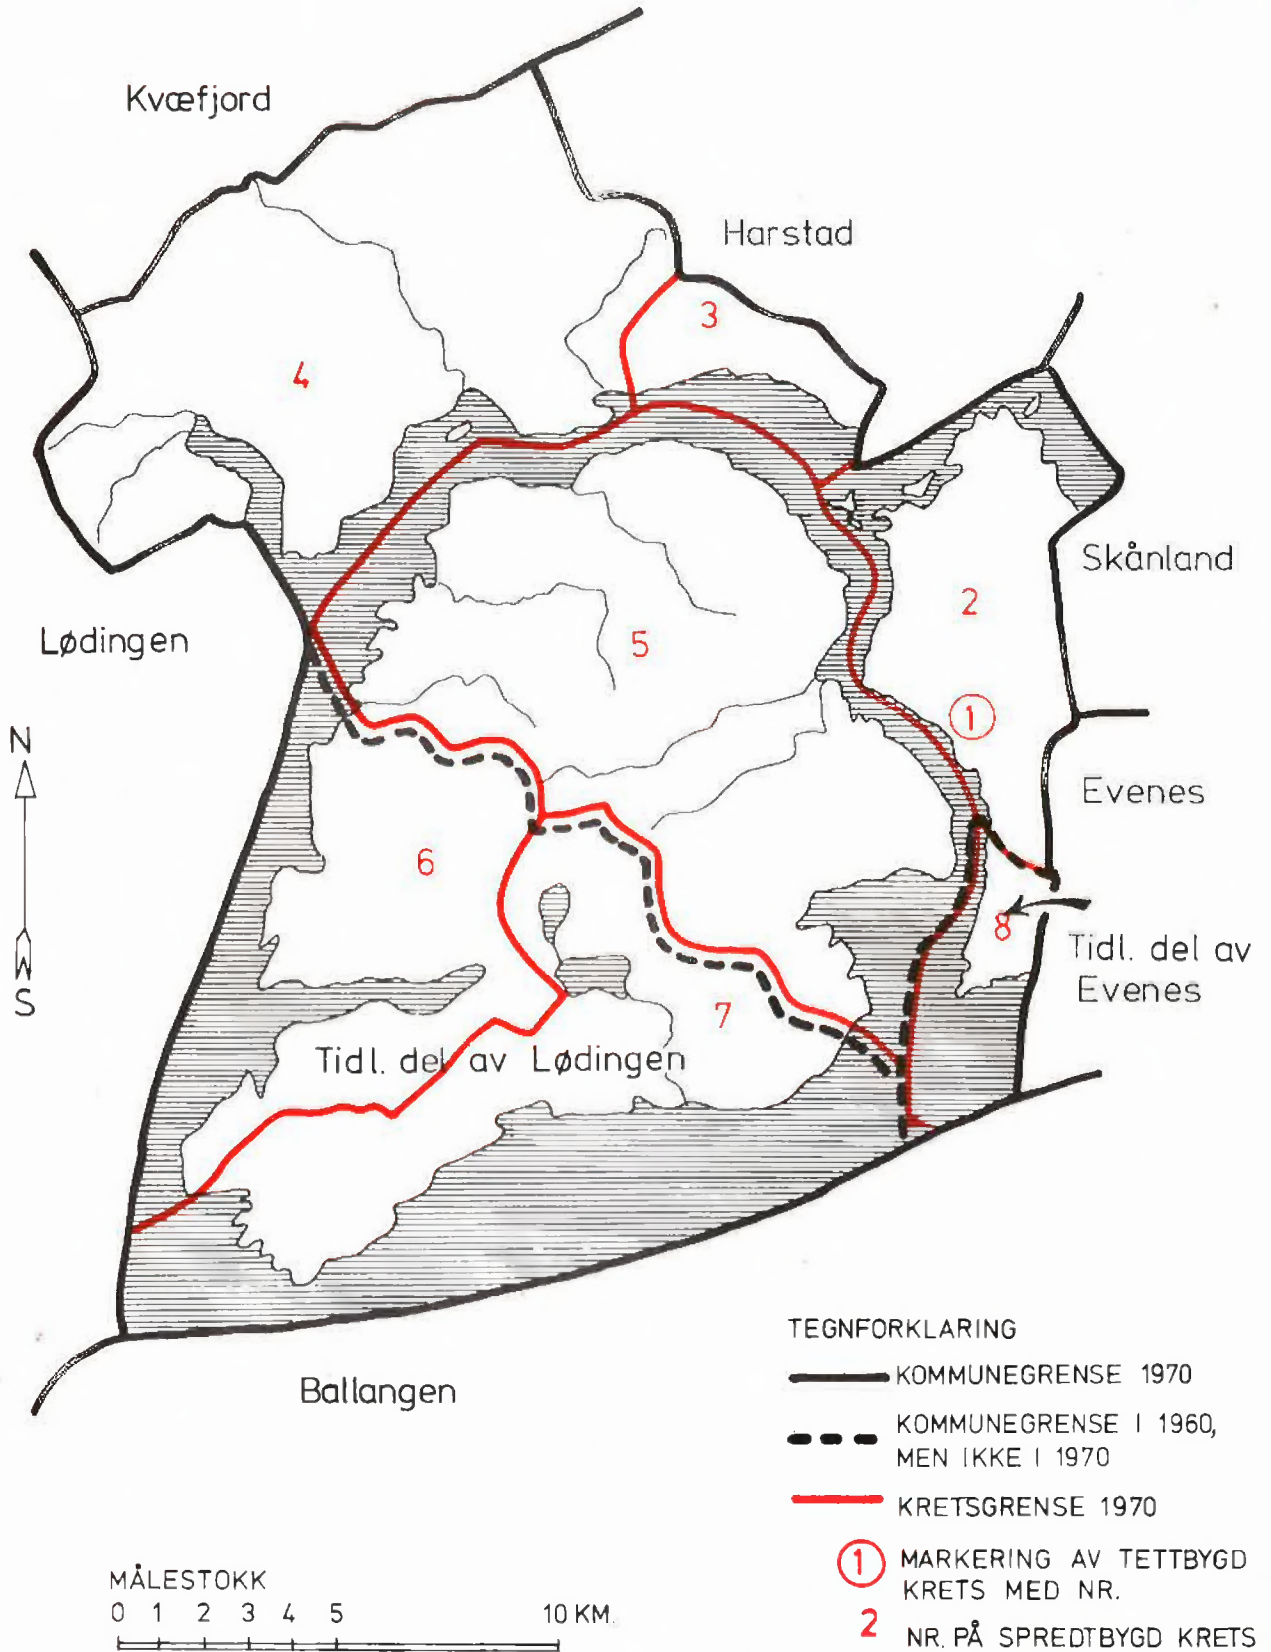 Kvæfjord
Harstad
3
4
Skånland
2
Lødingen
5
1
N
Evenes
6
8
S
Tidl. del av
Evenes
7
Tidl. del av Lødingen
Ballangen
TEGNFORKLARING
KOMMUNEGRENSE 1970
KOMMUNEGRENSE I 1960,
MEN IKKE I 1970
KRETSGRENSE 1970
1 MARKERING AV TETTBYGD
KRETS MED NR.
2 NR. PÅ SPREDTBYGD KRETS
MÅLESTOKK
0 1 2 3 4 5 10 KM.